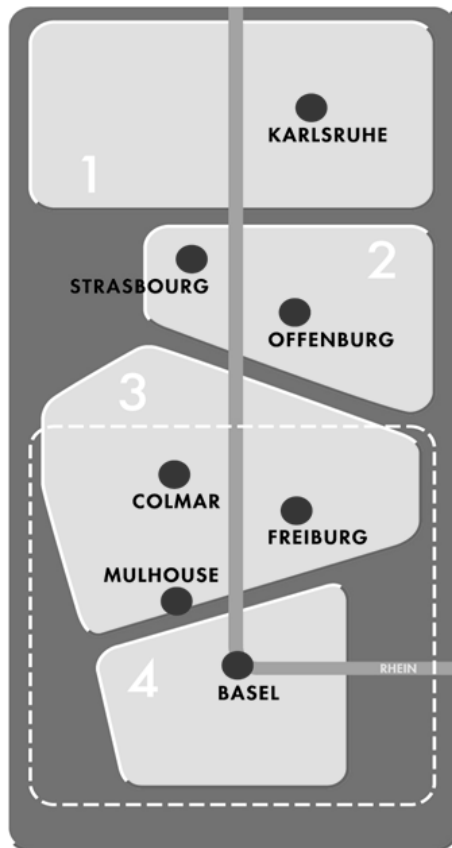 KARLSRUHE
1
2
STRASBOURG
OFFENBURG
3
COLMAR
FREIBURG
MULHOUSE
4
RHEIN
BASEL